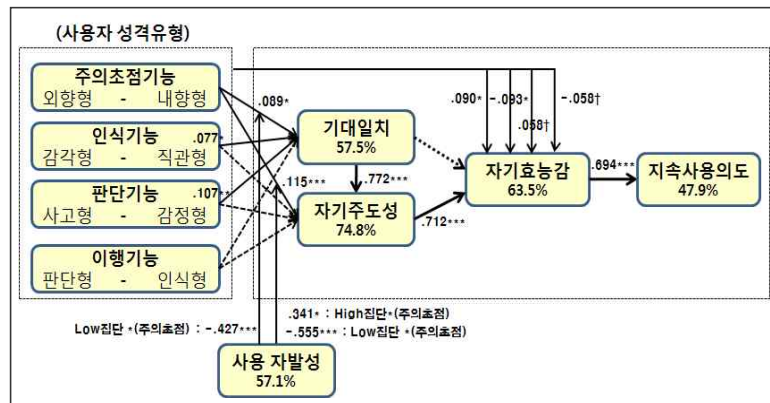 (사용자 성격유형)
주의초점기능
외향형 - 내향형
인식기능
감각형 - 직관형
판단기능
사고형 - 감정형
이행기능
판단형 - 인식형
.089*
.077*
.107**
.115***
기대일치
57.5%
.772***
자기주도성
74.8%
.712***
.090*
-.093*
.058†
-.058†
자기효능감
63.5%
.694***
지속사용의도
47.9%
.341* : High집단*(주의초점)
Low집단 *(주의초점) : -.427***
-.555*** : Low집단 *(주의초점)
사용 자발성
57.1%